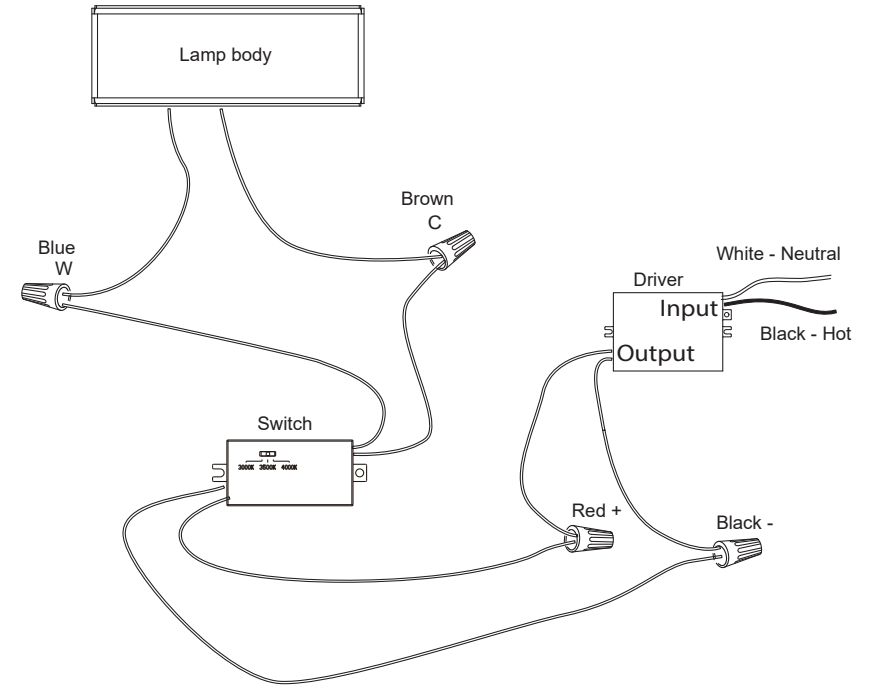 Lamp body
Brown
C
Blue
W
White - Neutral
Driver
Input
Black - Hot
Output
Switch
3000K 3500K 4000K
Red +
Black -